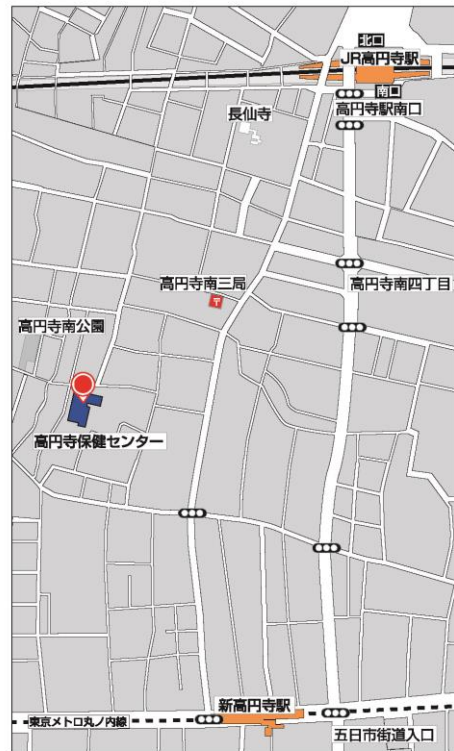 北口
JR高円寺駅
南口
高円寺駅南口
長仙寺
高円寺南三局
〒
高円寺南四丁目
高円寺南公園
高円寺保健センター
新高円寺駅
東京メトロ丸ノ内線
五日市街道入口